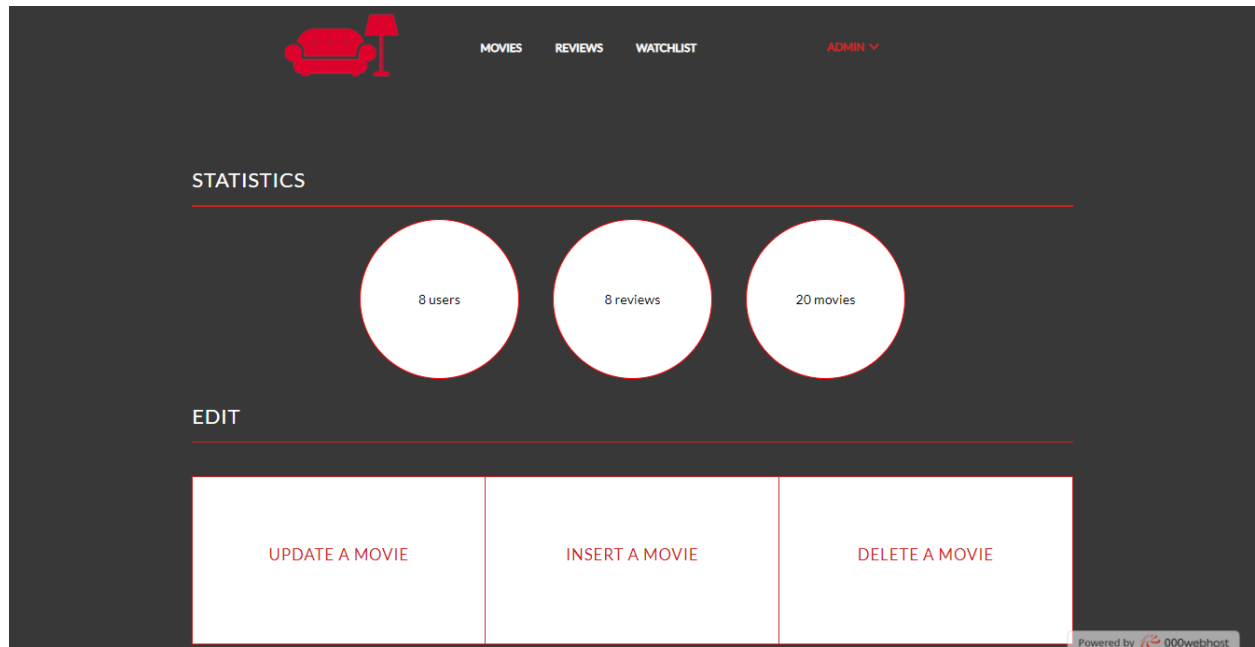 MOVIES REVIEWS WATCHLIST ADMIN
STATISTICS
8 users 8 reviews 20 movies
EDIT
UPDATE A MOVIE INSERT A MOVIE DELETE A MOVIE
Powered by 000webhost